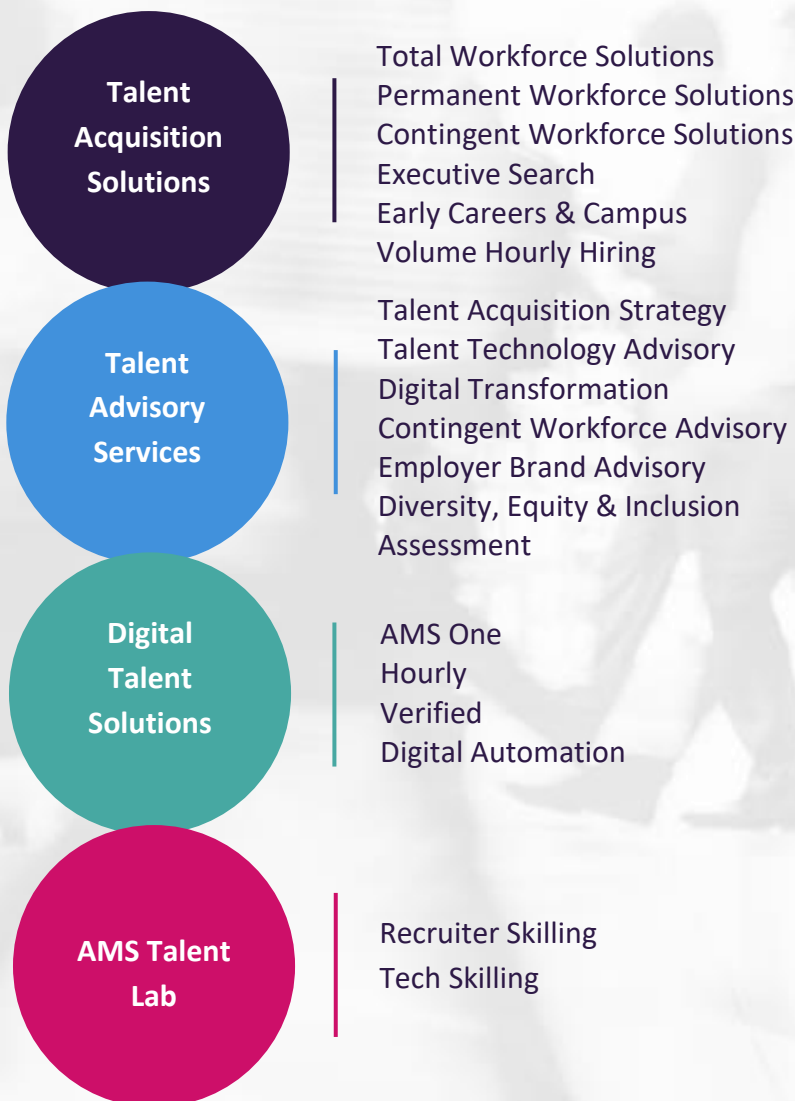 Talent
Acquisition
Solutions
Total Workforce Solutions
Permanent Workforce Solutions
Contingent Workforce Solutions
Executive Search
Early Careers & Campus
Volume Hourly Hiring
Talent
Advisory
Services
Talent Acquisition Strategy
Talent Technology Advisory
Digital Transformation
Contingent Workforce Advisory
Employer Brand Advisory
Diversity, Equity & Inclusion
Assessment
Digital
Talent
Solutions
AMS One
Hourly
Verified
Digital Automation
AMS Talent
Lab
Recruiter Skilling
Tech Skilling